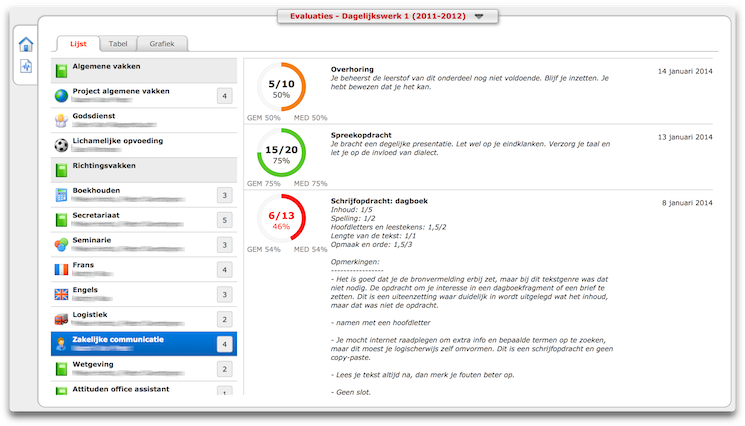 Evaluaties - Dagelijkswerk 1 (2011-2012)
Lijst
Tabel
Grafiek
Algemene vakken
Project algemene vakken
4
Godsdienst
Lichamelijke opvoeding
Richtingsvakken
Boekhouden
3
Secretariaat
5
Seminarie
3
Frans
4
Engels
3
Logistiek
2
Zakelijke communicatie
4
Wetgeving
2
Attituden office assistant
1
5/10
50%
GEM 50% MED 50%
Overhoring
14 januari 2014
Je beheerst de leerstof van dit onderdeel nog niet voldoende. Blijf je inzetten. Je
hebt bewezen dat je het kan.
15/20
75%
GEM 75% MED 75%
Spreekopdracht
13 januari 2014
Je bracht een degelijke presentatie. Let wel op je eindklanken. Verzorg je taal en
let je op de invloed van dialect.
6/13
46%
GEM 54% MED 54%
Schrijfopdracht: dagboek
8 januari 2014
Inhoud: 1/5
Spelling: 1/2
Hoofdletters en leestekens: 1,5/2
Lengte van de tekst: 1/1
Opmaak en orde: 1,5/3
Opmerkingen:
-----------------
- Het is goed dat je de bronvermelding erbij zet, maar bij dit tekstgenre was dat
niet nodig. De opdracht om je interesse in een dagboekfragment of een brief te
zetten. Dit is een uiteenzetting waar duidelijk in wordt uitgelegd wat het inhoud,
maar dat was niet de opdracht.
- namen met een hoofdletter
- Je mocht internet raadplegen om extra info en bepaalde termen op te zoeken,
maar dit moest je logischerwijs zelf omvormen. Dit is een schrijfopdracht en geen
copy-paste.
- Lees je tekst altijd na, dan merk je fouten beter op.
- Geen slot.